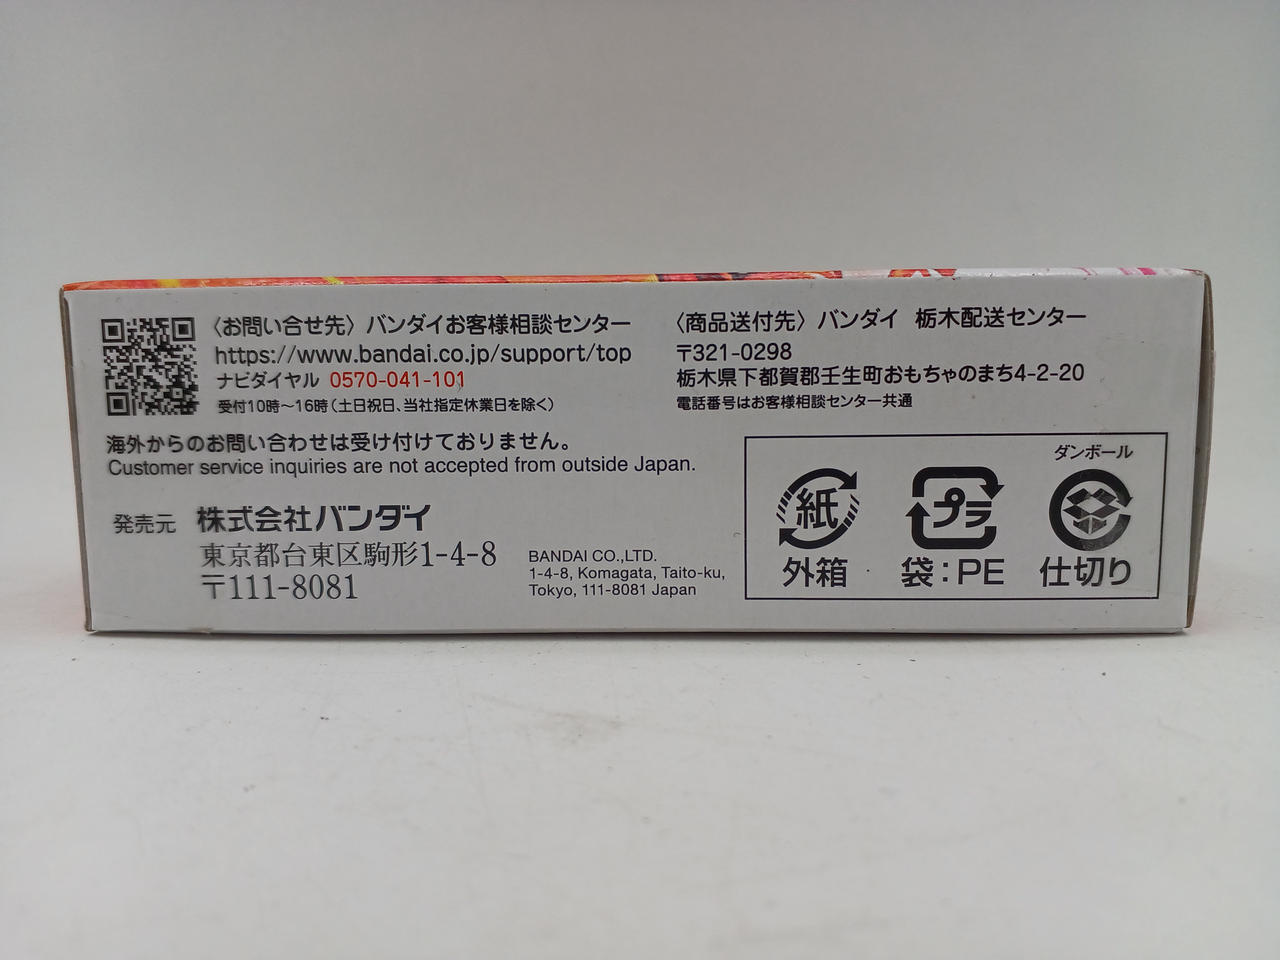 〈お問い合せ先〉バンダイお客様相談センター
https://www.bandai.co.jp/support/top
ナビダイヤル 0570-041-101
受付10時～16時(土日祝日、当社指定休業日を除く)
〈商品送付先〉バンダイ 栃木配送センター
〒321-0298
栃木県下都賀郡壬生町おもちゃのまち4-2-20
電話番号はお客様相談センター共通
海外からのお問い合わせは受け付けておりません。
Customer service inquiries are not accepted from outside Japan.
発売元 株式会社バンダイ
東京都台東区駒形1-4-8
〒111-8081
BANDAI CO.,LTD.
1-4-8, Komagata, Taito-ku,
Tokyo, 111-8081 Japan
ダンボール
紙 プラ
外箱 袋:PE 仕切り